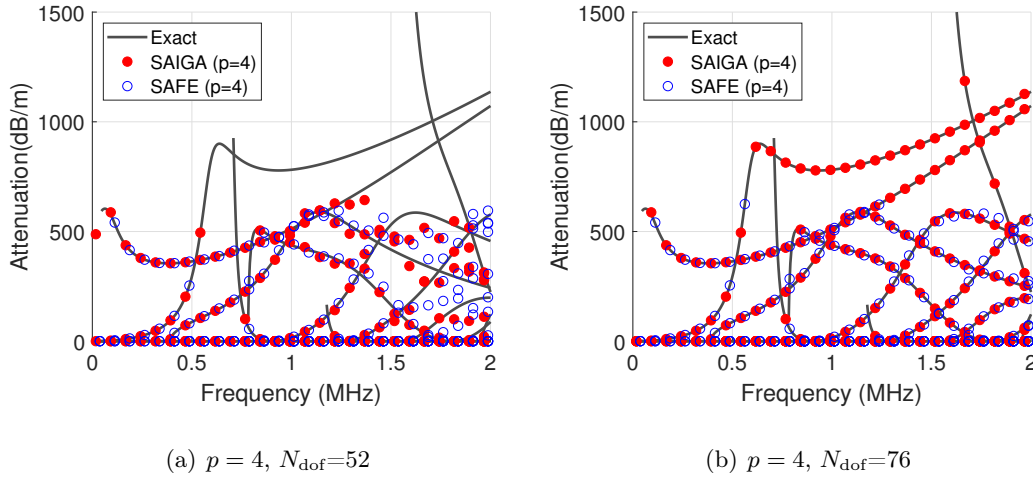 1500
1000
500
0
Attenuation(dB/m)
Exact
SAIGA (p=4)
SAFE (p=4)
0 0.5 1 1.5 2
Frequency (MHz)
(a) p = 4, N_dof=52
1500
1000
500
0
Attenuation(dB/m)
Exact
SAIGA (p=4)
SAFE (p=4)
0 0.5 1 1.5 2
Frequency (MHz)
(b) p = 4, N_dof=76